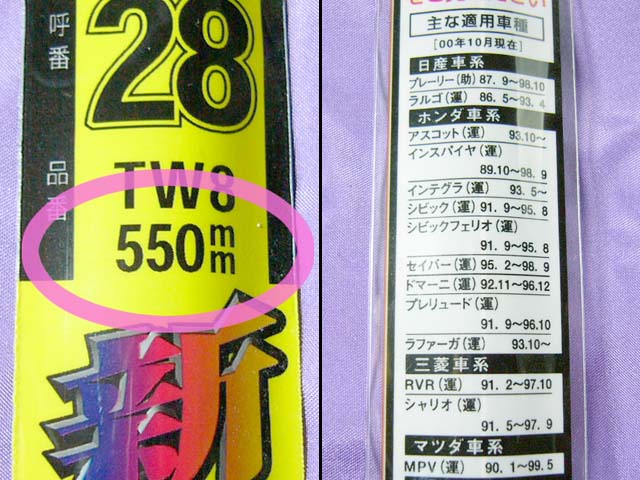 呼番
28
品番
TW8
550mm
新
主な適用車種
[00年10月現在]
日産車系
プレーリー(助) 87. 9〜98.10
ラルゴ(運) 86. 5〜93. 4
ホンダ車系
アスコット(運) 93.10〜
インスパイヤ(運)
89.10〜98. 9
インテグラ(運) 93. 5〜
シビック(運) 91. 9〜95. 8
シビックフェリオ(運)
91. 9〜95. 8
セイバー(運) 95. 2〜98. 9
ドマーニ(運) 92.11〜96.12
プレリュード(運)
91. 9〜96.10
ラファーガ(運) 93.10〜
三菱車系
RVR(運) 91. 2〜97.10
シャリオ(運)
91. 5〜97. 9
マツダ車系
MPV(運) 90. 1〜99.5